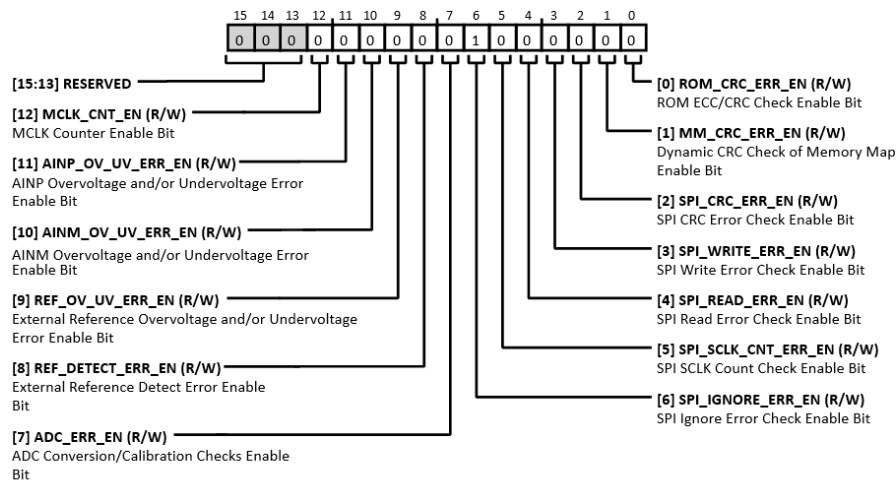 15 14 13 12 11 10 9 8 7 6 5 4 3 2 1 0
0 0 0 0 0 0 0 0 0 1 0 0 0 0 0 0
[15:13] RESERVED
[12] MCLK_CNT_EN (R/W)
MCLK Counter Enable Bit
[11] AINP_OV_UV_ERR_EN (R/W)
AINP Overvoltage and/or Undervoltage Error
Enable Bit
[10] AINM_OV_UV_ERR_EN (R/W)
AINM Overvoltage and/or Undervoltage Error
Enable Bit
[9] REF_OV_UV_ERR_EN (R/W)
External Reference Overvoltage and/or Undervoltage
Error Enable Bit
[8] REF_DETECT_ERR_EN (R/W)
External Reference Detect Error Enable
Bit
[7] ADC_ERR_EN (R/W)
ADC Conversion/Calibration Checks Enable
Bit
[0] ROM_CRC_ERR_EN (R/W)
ROM ECC/CRC Check Enable Bit
[1] MM_CRC_ERR_EN (R/W)
Dynamic CRC Check of Memory Map
Enable Bit
[2] SPI_CRC_ERR_EN (R/W)
SPI CRC Error Check Enable Bit
[3] SPI_WRITE_ERR_EN (R/W)
SPI Write Error Check Enable Bit
[4] SPI_READ_ERR_EN (R/W)
SPI Read Error Check Enable Bit
[5] SPI_SCLK_CNT_ERR_EN (R/W)
SPI SCLK Count Check Enable Bit
[6] SPI_IGNORE_ERR_EN (R/W)
SPI Ignore Error Check Enable Bit